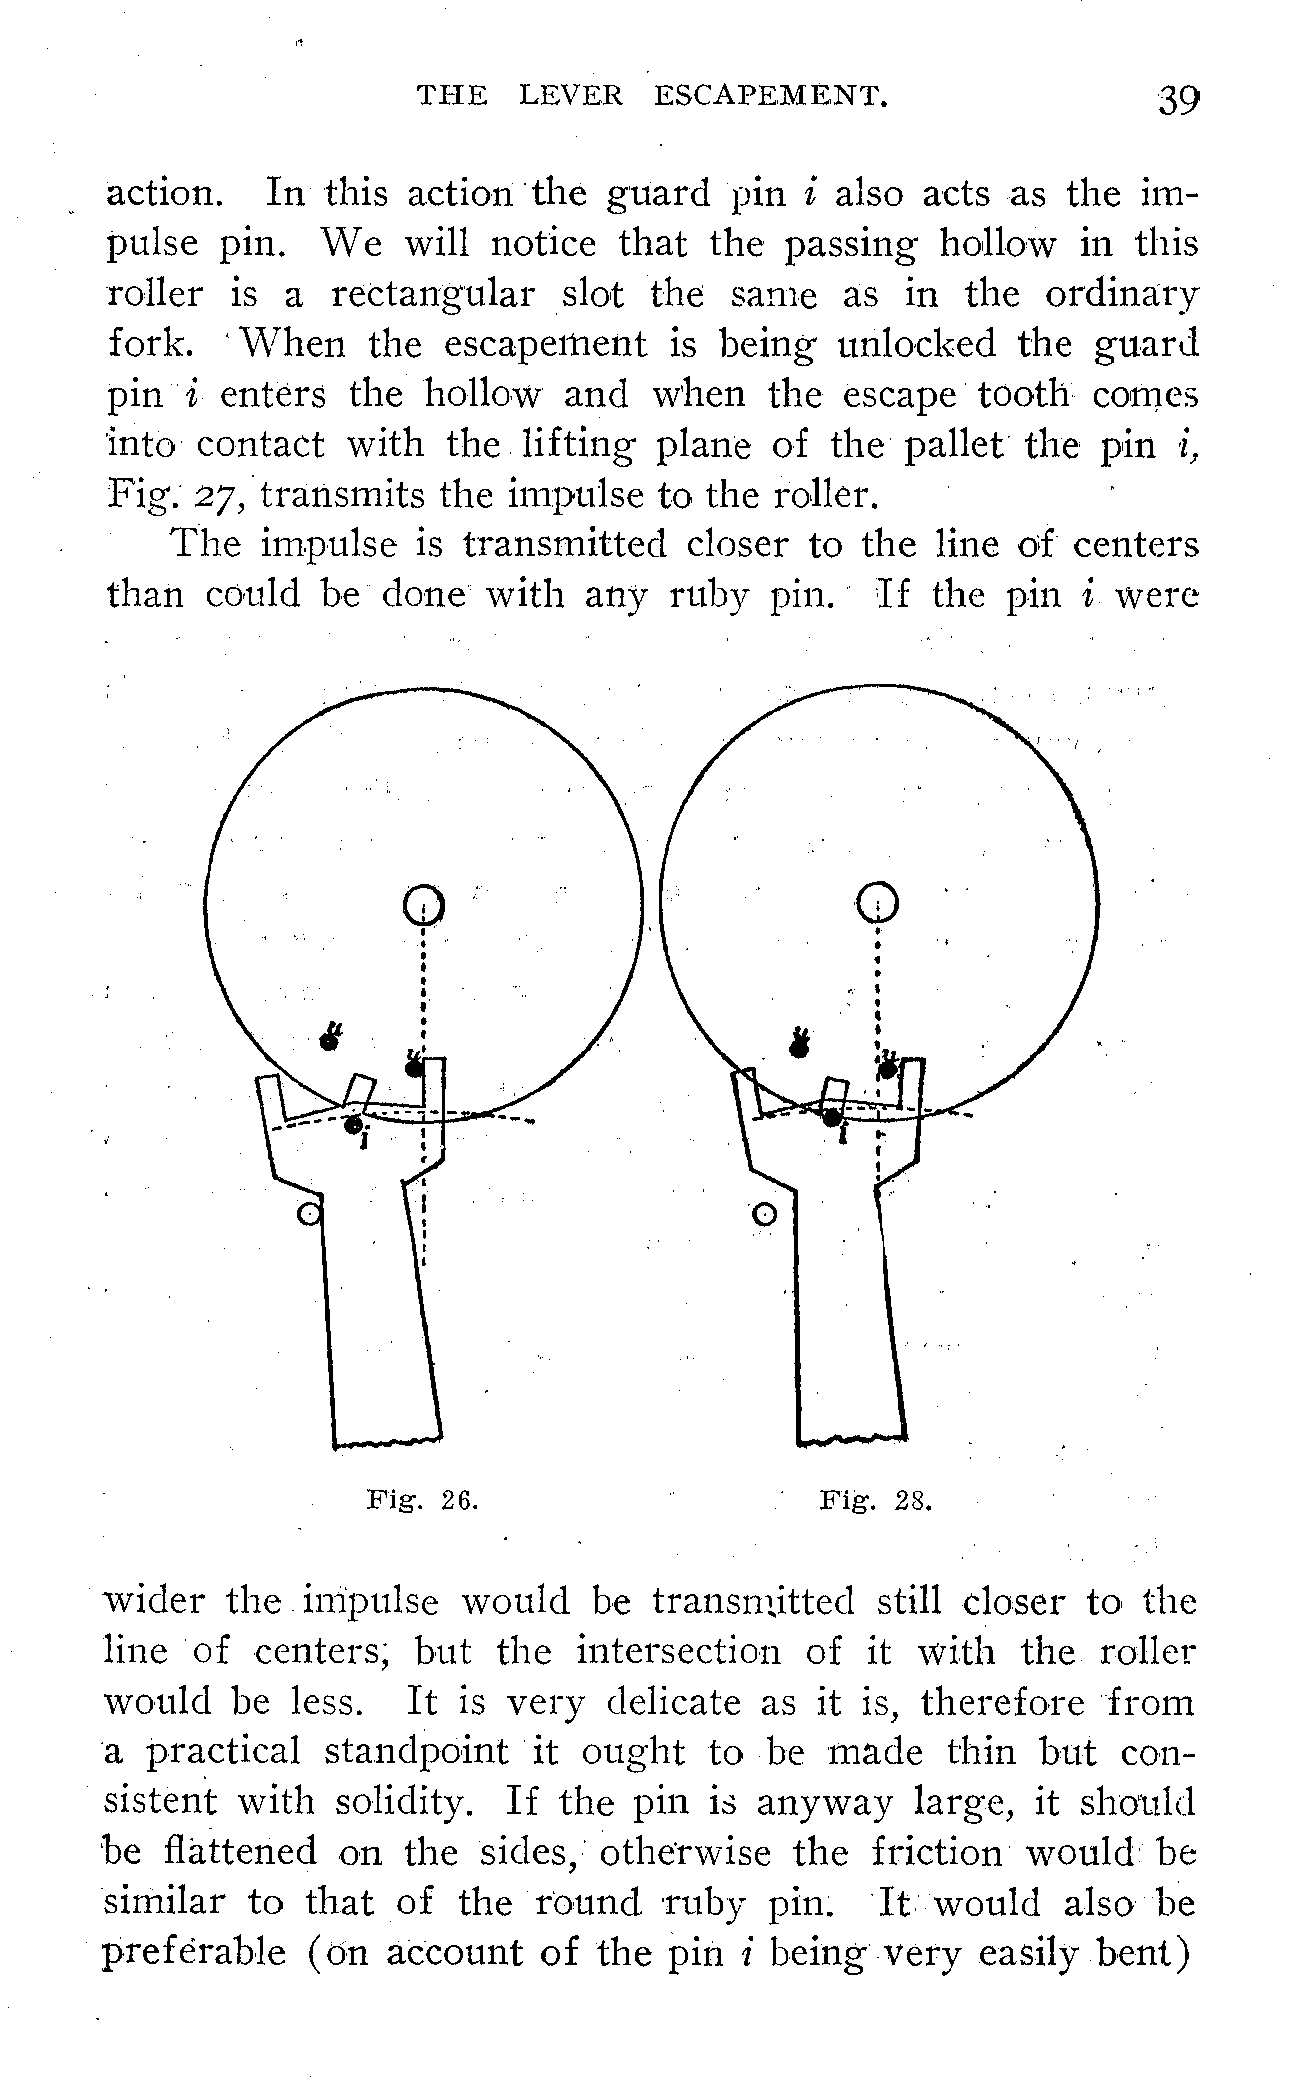 THE LEVER ESCAPEMENT. 39
action. In this action the guard pin i also acts as the im-
pulse pin. We will notice that the passing hollow in this
roller is a rectangular slot the same as in the ordinary
fork. When the escapement is being unlocked the guard
pin i enters the hollow and when the escape tooth comes
into contact with the lifting plane of the pallet the pin i,
Fig. 27, transmits the impulse to the roller.
The impulse is transmitted closer to the line of centers
than could be done with any ruby pin. If the pin i were
u
u
i
u
u
i
Fig. 26.
Fig. 28.
wider the impulse would be transmitted still closer to the
line of centers; but the intersection of it with the roller
would be less. It is very delicate as it is, therefore from
a practical standpoint it ought to be made thin but con-
sistent with solidity. If the pin is anyway large, it should
be flattened on the sides, otherwise the friction would be
similar to that of the round ruby pin. It would also be
preferable (on account of the pin i being very easily bent)